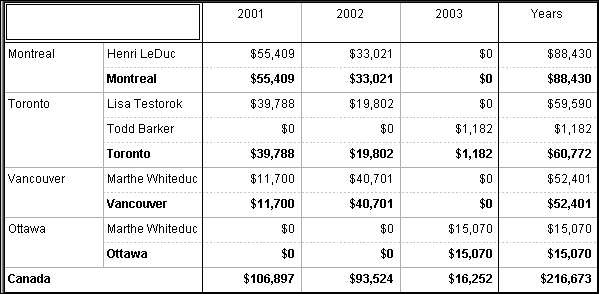 2001 2002 2003 Years
Montreal Henri LeDuc $55,409 $33,021 $0 $88,430
Montreal $55,409 $33,021 $0 $88,430
Toronto Lisa Testorok $39,788 $19,802 $0 $59,590
Todd Barker $0 $0 $1,182 $1,182
Toronto $39,788 $19,802 $1,182 $60,772
Vancouver Marthe Whiteduc $11,700 $40,701 $0 $52,401
Vancouver $11,700 $40,701 $0 $52,401
Ottawa Marthe Whiteduc $0 $0 $15,070 $15,070
Ottawa $0 $0 $15,070 $15,070
Canada $106,897 $93,524 $16,252 $216,673